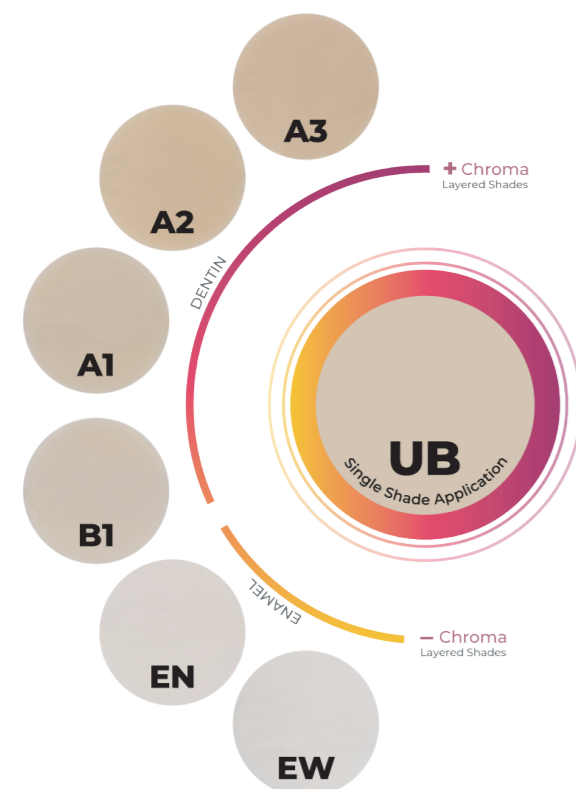 A3
A2
+ Chroma
Layered Shades
DENTIN
A1
UB
Single Shade Application
B1
ENAMEL
− Chroma
Layered Shades
EN
EW